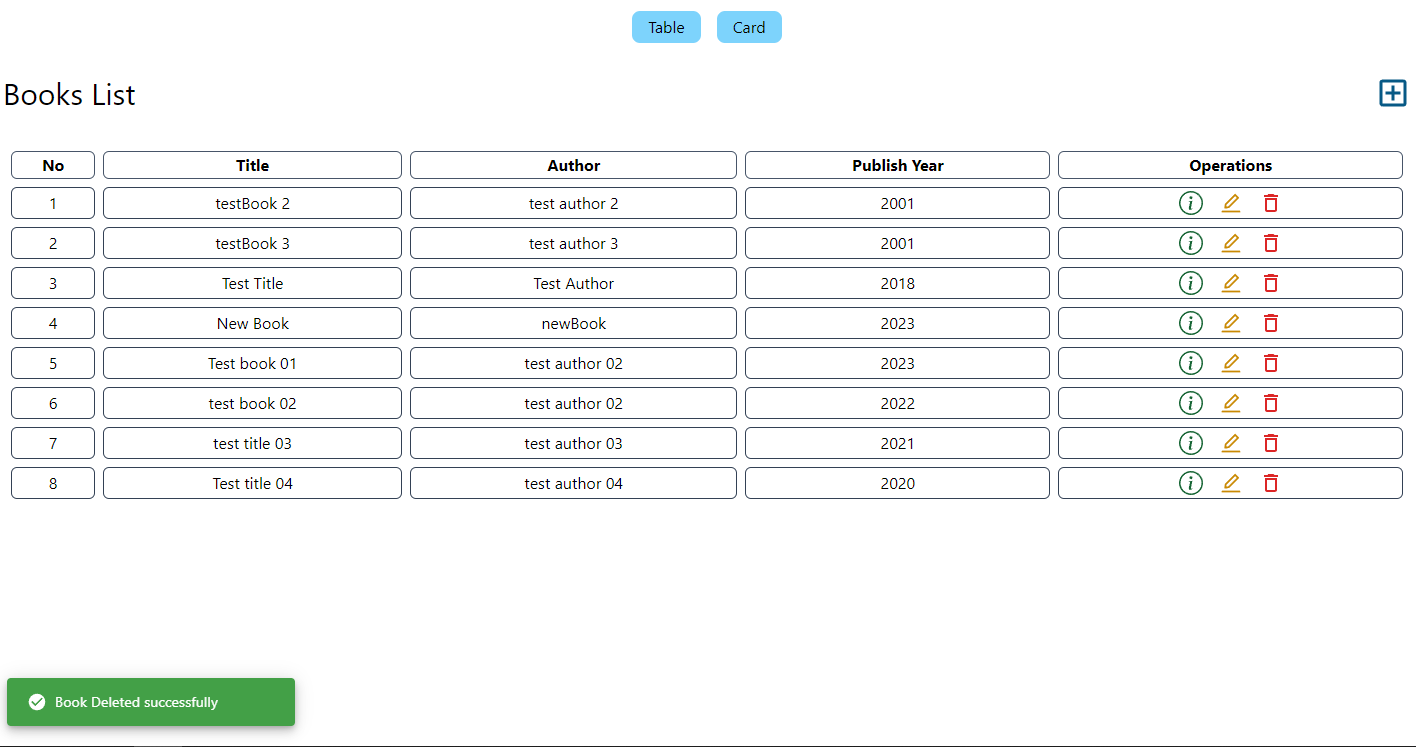 Table Card
Books List
No Title Author Publish Year Operations
1 testBook 2 test author 2 2001
2 testBook 3 test author 3 2001
3 Test Title Test Author 2018
4 New Book newBook 2023
5 Test book 01 test author 02 2023
6 test book 02 test author 02 2022
7 test title 03 test author 03 2021
8 Test title 04 test author 04 2020
Book Deleted successfully